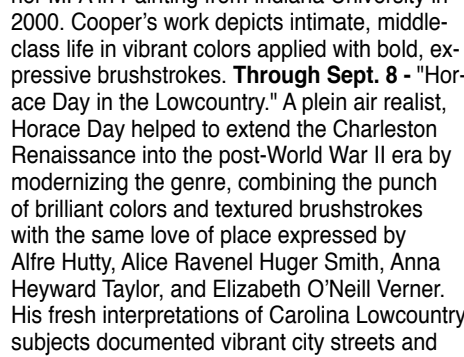 her MFA in Painting from Indiana University in
2000. Cooper’s work depicts intimate, middle-
class life in vibrant colors applied with bold, ex-
pressive brushstrokes. Through Sept. 8 - "Hor-
ace Day in the Lowcountry." A plein air realist,
Horace Day helped to extend the Charleston
Renaissance into the post-World War II era by
modernizing the genre, combining the punch
of brilliant colors and textured brushstrokes
with the same love of place expressed by
Alfre Hutty, Alice Ravenel Huger Smith, Anna
Heyward Taylor, and Elizabeth O’Neill Verner.
His fresh interpretations of Carolina Lowcountry
subjects documented vibrant city streets and